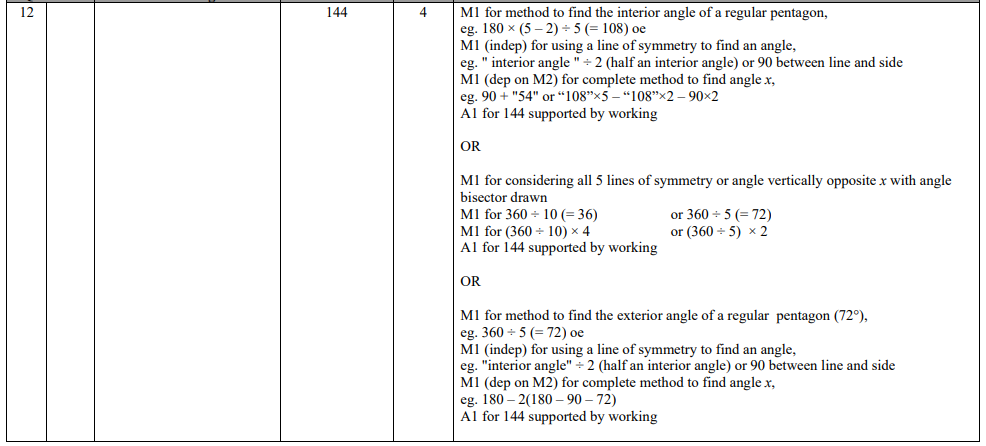 12 144 4 M1 for method to find the interior angle of a regular pentagon,
eg. 180 × (5 – 2) ÷ 5 (= 108) oe
M1 (indep) for using a line of symmetry to find an angle,
eg. " interior angle " ÷ 2 (half an interior angle) or 90 between line and side
M1 (dep on M2) for complete method to find angle x,
eg. 90 + "54" or “108”×5 – “108”×2 – 90×2
A1 for 144 supported by working
OR
M1 for considering all 5 lines of symmetry or angle vertically opposite x with angle
bisector drawn
M1 for 360 ÷ 10 (= 36) or 360 ÷ 5 (= 72)
M1 for (360 ÷ 10) × 4 or (360 ÷ 5) × 2
A1 for 144 supported by working
OR
M1 for method to find the exterior angle of a regular pentagon (72°),
eg. 360 ÷ 5 (= 72) oe
M1 (indep) for using a line of symmetry to find an angle,
eg. "interior angle" ÷ 2 (half an interior angle) or 90 between line and side
M1 (dep on M2) for complete method to find angle x,
eg. 180 – 2(180 – 90 – 72)
A1 for 144 supported by working